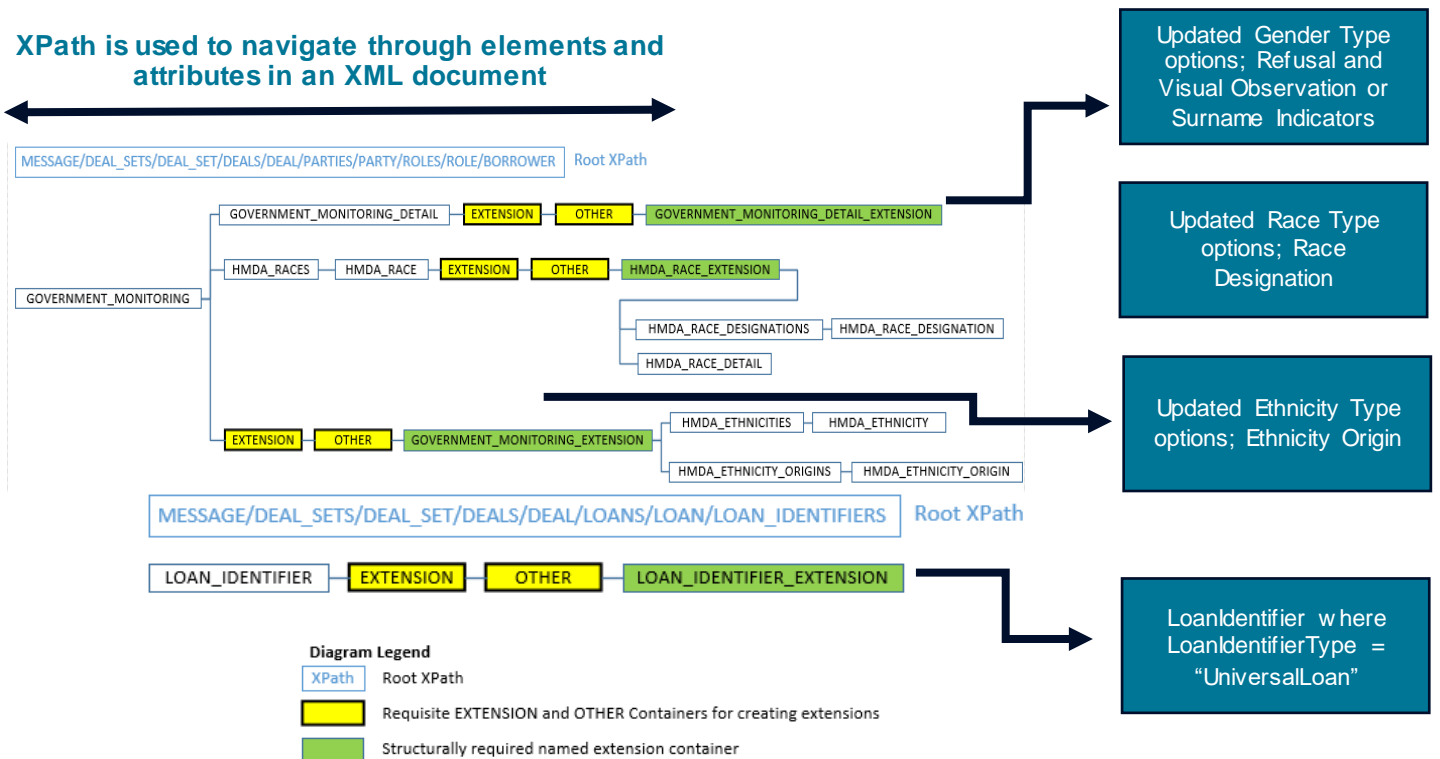 XPath is used to navigate through elements and
attributes in an XML document
MESSAGE/DEAL_SETS/DEAL_SET/DEALS/DEAL/PARTIES/PARTY/ROLES/ROLE/BORROWER Root XPath
GOVERNMENT_MONITORING_DETAIL EXTENSION OTHER GOVERNMENT_MONITORING_DETAIL_EXTENSION
HMDA_RACES HMDA_RACE EXTENSION OTHER HMDA_RACE_EXTENSION
GOVERNMENT_MONITORING
HMDA_RACE_DESIGNATIONS HMDA_RACE_DESIGNATION
HMDA_RACE_DETAIL
HMDA_ETHNICITIES HMDA_ETHNICITY
EXTENSION OTHER GOVERNMENT_MONITORING_EXTENSION
HMDA_ETHNICITY_ORIGINS HMDA_ETHNICITY_ORIGIN
MESSAGE/DEAL_SETS/DEAL_SET/DEALS/DEAL/LOANS/LOAN/LOAN_IDENTIFIERS Root XPath
LOAN_IDENTIFIER EXTENSION OTHER LOAN_IDENTIFIER_EXTENSION
Diagram Legend
XPath Root XPath
Requisite EXTENSION and OTHER Containers for creating extensions
Structurally required named extension container
Updated Gender Type
options; Refusal and
Visual Observation or
Surname Indicators
Updated Race Type
options; Race
Designation
Updated Ethnicity Type
options; Ethnicity Origin
LoanIdentifier where
LoanIdentifierType =
“UniversalLoan”